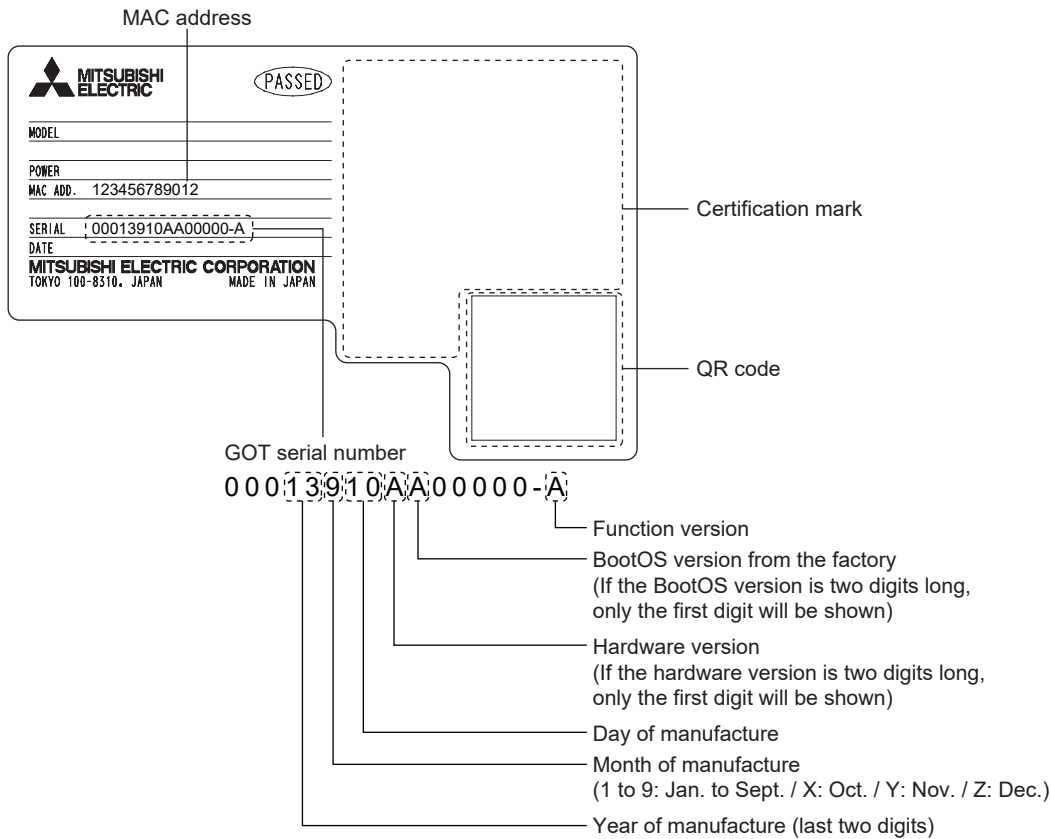 MAC address
MITSUBISHI
ELECTRIC
PASSED
MODEL
POWER
MAC ADD. 123456789012
SERIAL 00013910AA00000-A
DATE
MITSUBISHI ELECTRIC CORPORATION
TOKYO 100-8310. JAPAN MADE IN JAPAN
Certification mark
QR code
GOT serial number
00013910AA00000-A
Function version
BootOS version from the factory
(If the BootOS version is two digits long,
only the first digit will be shown)
Hardware version
(If the hardware version is two digits long,
only the first digit will be shown)
Day of manufacture
Month of manufacture
(1 to 9: Jan. to Sept. / X: Oct. / Y: Nov. / Z: Dec.)
Year of manufacture (last two digits)